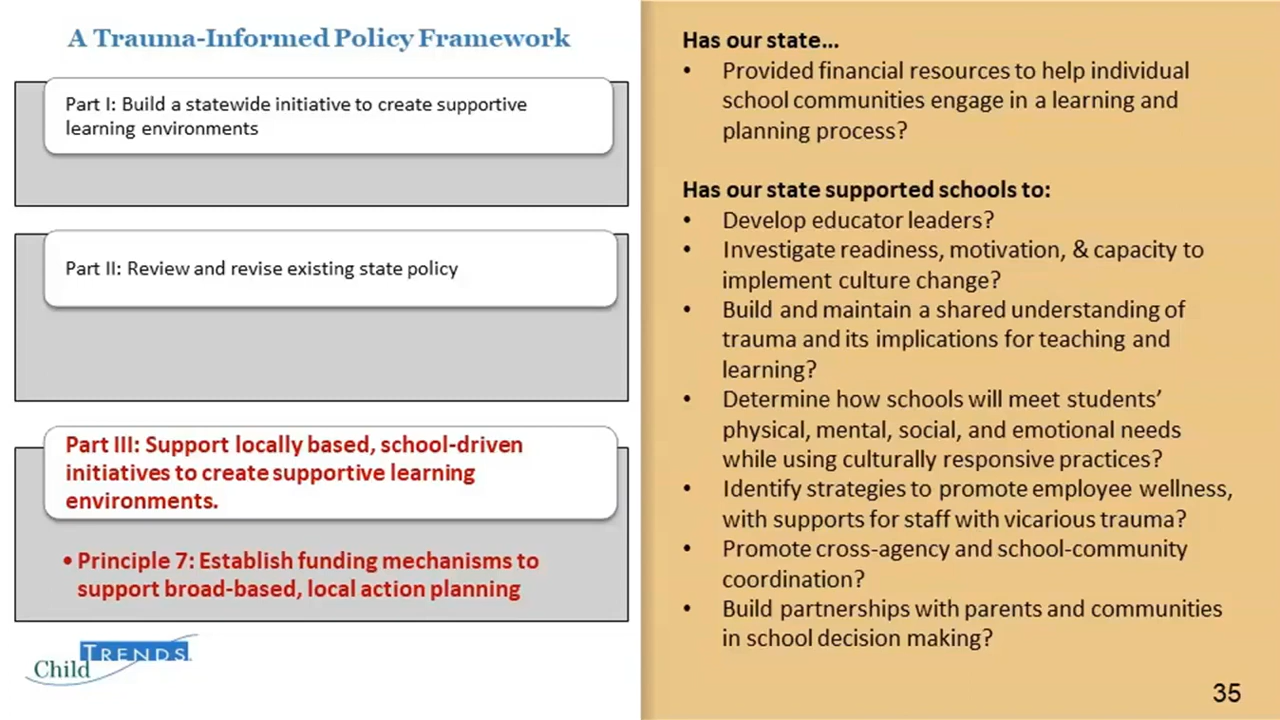 A Trauma-Informed Policy Framework
Part I: Build a statewide initiative to create supportive
learning environments
Part II: Review and revise existing state policy
Part III: Support locally based, school-driven
initiatives to create supportive learning
environments.
• Principle 7: Establish funding mechanisms to
support broad-based, local action planning
Child TRENDS
Has our state…
• Provided financial resources to help individual
school communities engage in a learning and
planning process?
Has our state supported schools to:
• Develop educator leaders?
• Investigate readiness, motivation, & capacity to
implement culture change?
• Build and maintain a shared understanding of
trauma and its implications for teaching and
learning?
• Determine how schools will meet students’
physical, mental, social, and emotional needs
while using culturally responsive practices?
• Identify strategies to promote employee wellness,
with supports for staff with vicarious trauma?
• Promote cross-agency and school-community
coordination?
• Build partnerships with parents and communities
in school decision making?
35